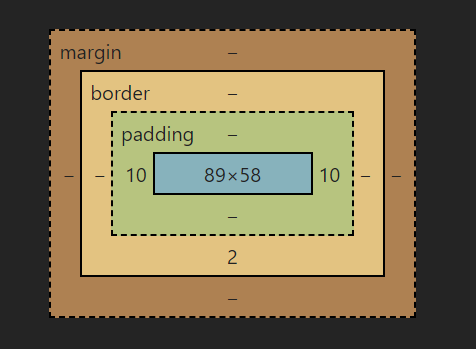 margin –
border –
padding –
– – 10 89×58 10 – –
–
2
–